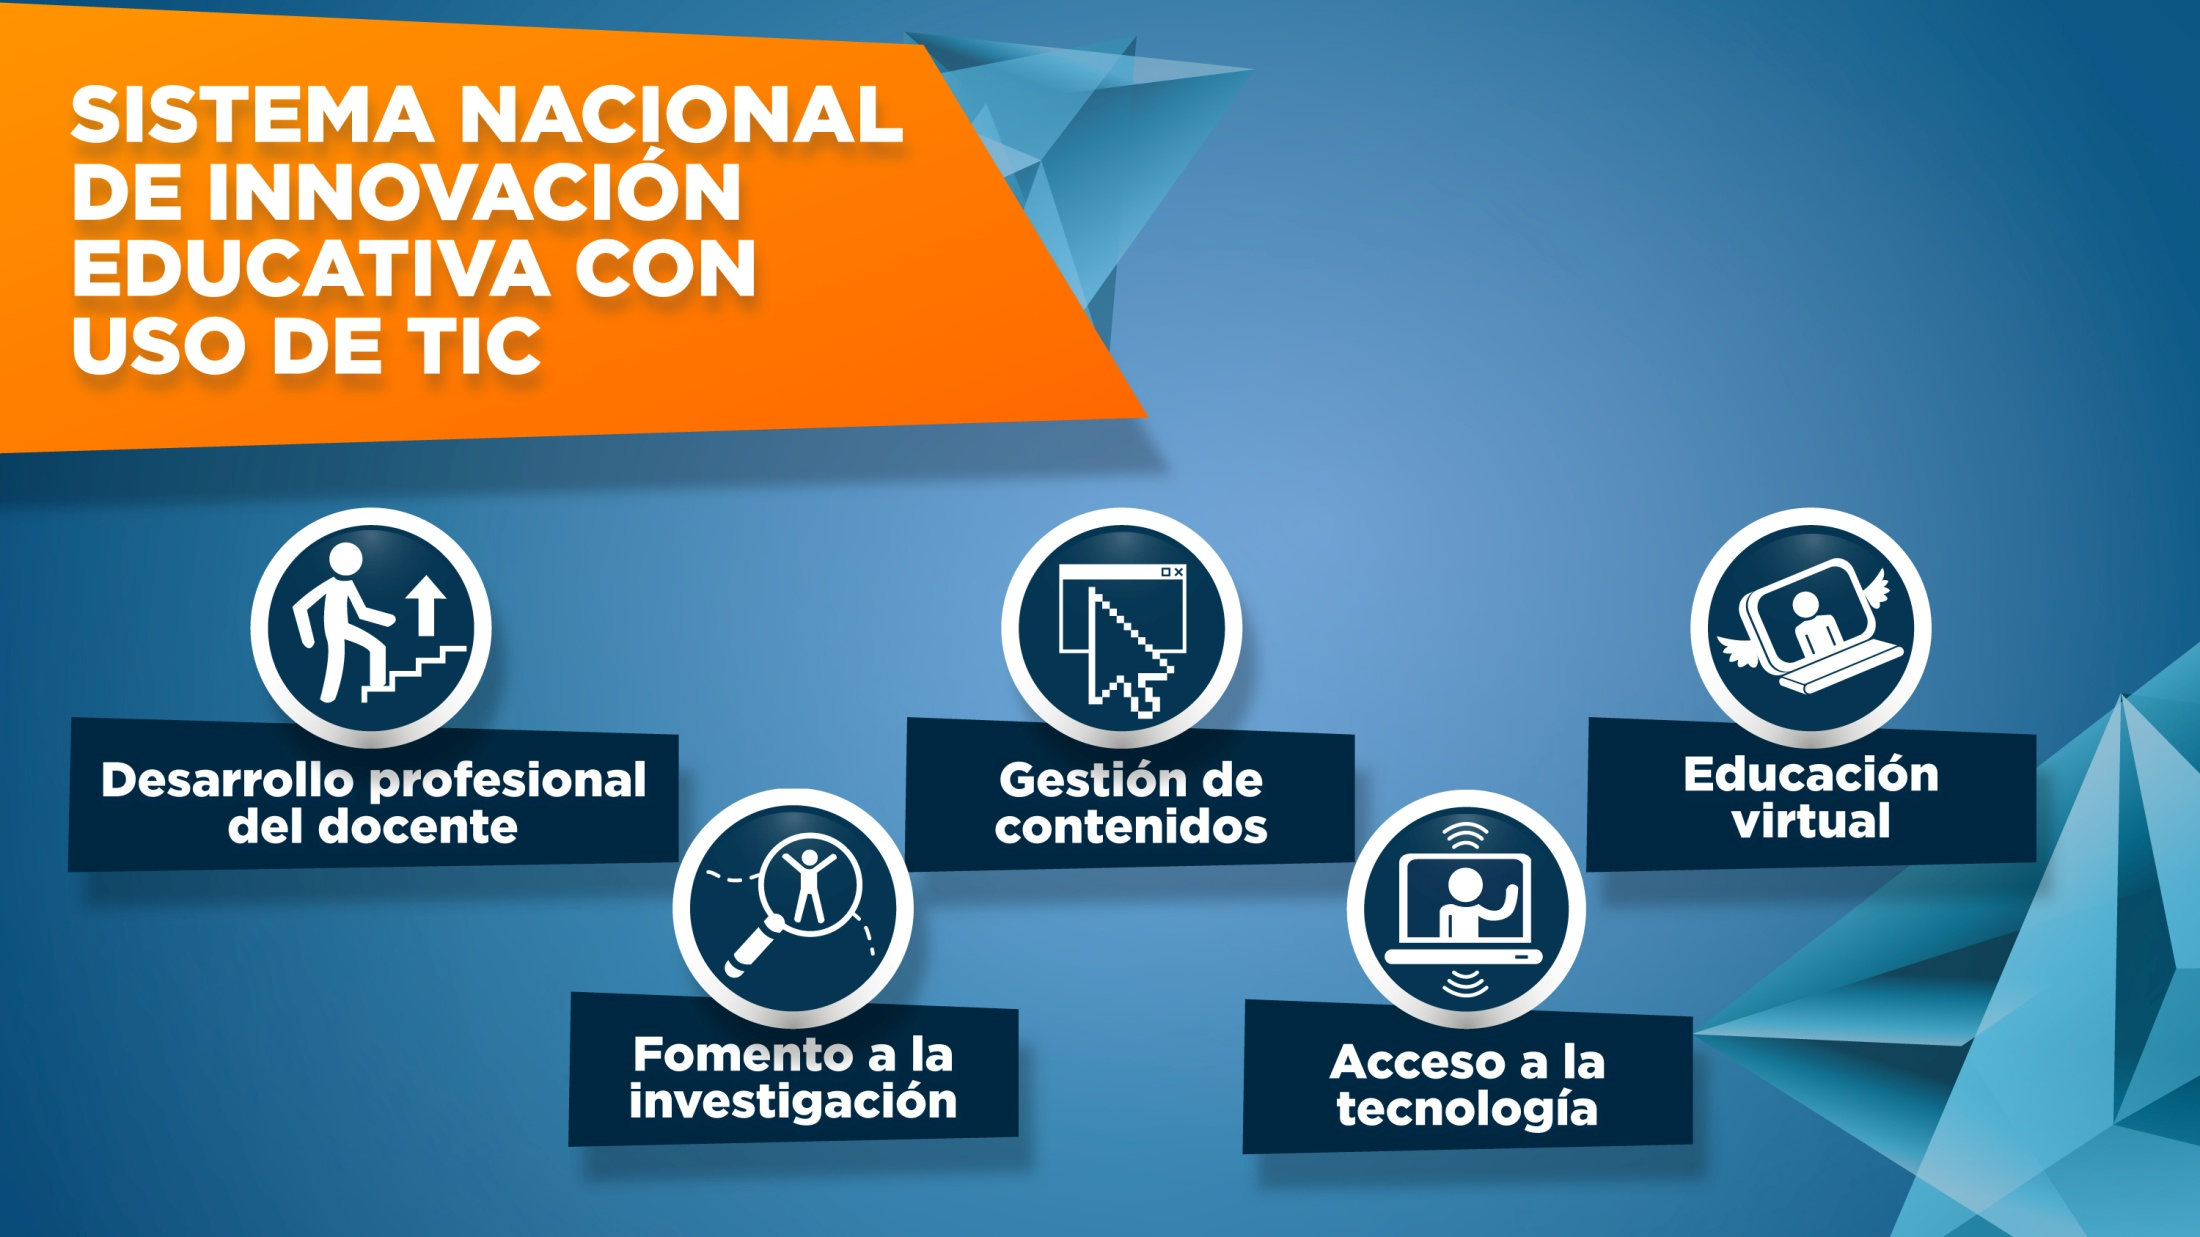 SISTEMA NACIONAL
DE INNOVACIÓN
EDUCATIVA CON
USO DE TIC
Desarrollo profesional
del docente
Fomento a la
investigación
Gestión de
contenidos
Acceso a la
tecnología
Educación
virtual